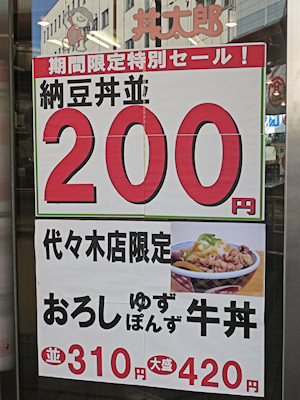 丼太郎
期間限定特別セール！
納豆丼並
200円
代々木店限定
おろしゆずぽんず牛丼
並310円 大盛420円